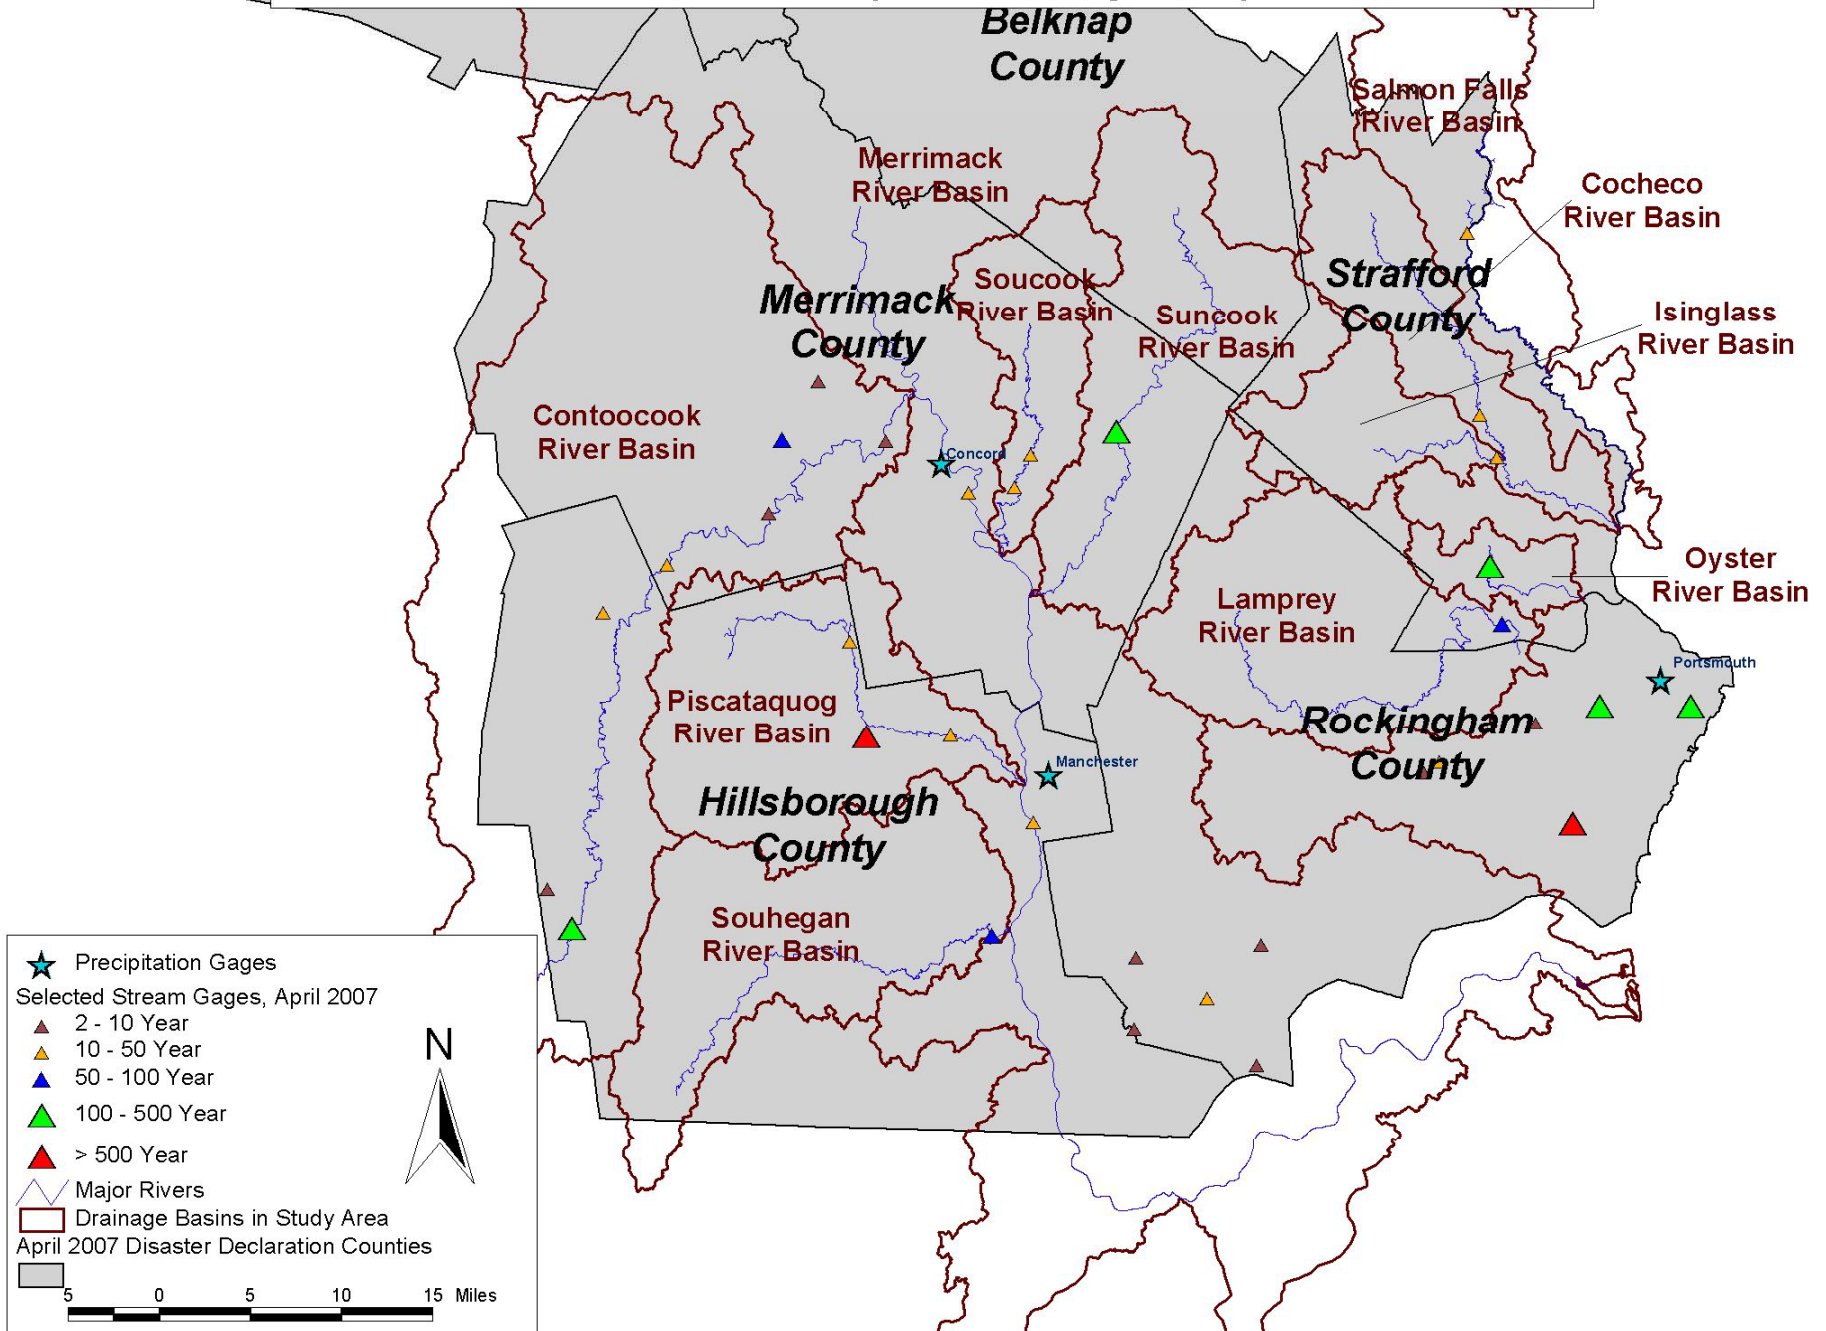 Belknap
County
Salmon Falls
River Basin
Merrimack
River Basin
Cocheco
River Basin
Strafford
County
Soucook
River Basin
Merrimack
County
Suncook
River Basin
Isinglass
River Basin
Contoocook
River Basin
Concord
Oyster
River Basin
Lamprey
River Basin
Portsmouth
Piscataquog
River Basin
Rockingham
County
Manchester
Hillsborough
County
Souhegan
River Basin
Precipitation Gages
Selected Stream Gages, April 2007
2 - 10 Year
10 - 50 Year
50 - 100 Year
100 - 500 Year
> 500 Year
N
Major Rivers
Drainage Basins in Study Area
April 2007 Disaster Declaration Counties
5 0 5 10 15 Miles